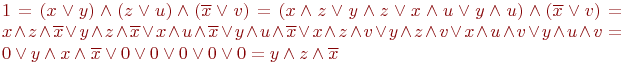 1 = (x ∨ y) ∧ (z ∨ u) ∧ (x̅ ∨ v) = (x ∧ z ∨ y ∧ z ∨ x ∧ u ∨ y ∧ u) ∧ (x̅ ∨ v) =
x∧z∧x̅∨y∧z∧x̅∨x∧u∧x̅∨y∧u∧x̅∨x∧z∧v∨y∧z∧v∨x∧u∧v∨y∧u∧v =
0 ∨ y ∧ x ∧ x̅ ∨ 0 ∨ 0 ∨ 0 ∨ 0 ∨ 0 = y ∧ z ∧ x̅